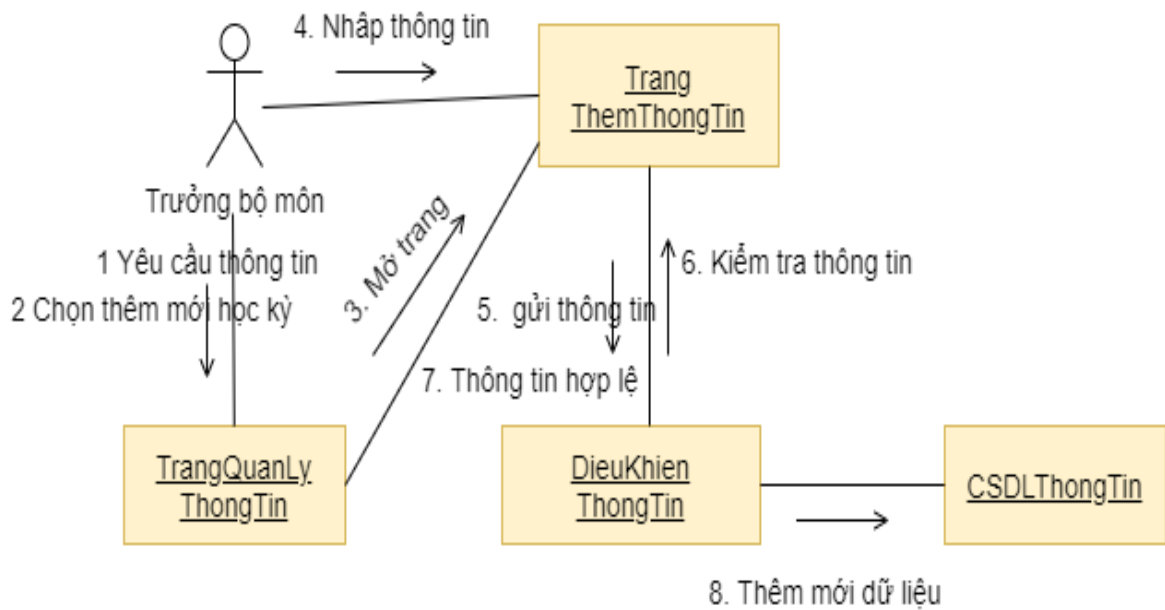 4. Nhâp thông tin
Trang
ThemThongTin
Trưởng bộ môn
1 Yêu cầu thông tin
2 Chọn thêm mới học kỳ
3. Mở trang
5. gửi thông tin
6. Kiểm tra thông tin
7. Thông tin hợp lệ
TrangQuanLy
ThongTin
DieuKhien
ThongTin
CSDLThongTin
8. Thêm mới dữ liệu